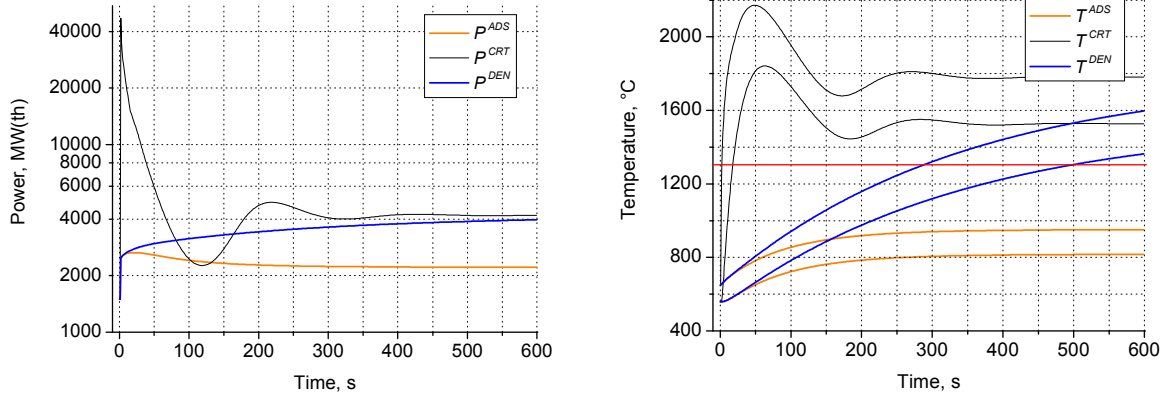 40000
20000
10000
8000
6000
4000
2000
1000
Power, MW(th)
P^ADS
P^CRT
P^DEN
0 100 200 300 400 500 600
Time, s
2000
1600
1200
800
400
Temperature, °C
T^ADS
T^CRT
T^DEN
0 100 200 300 400 500 600
Time, s